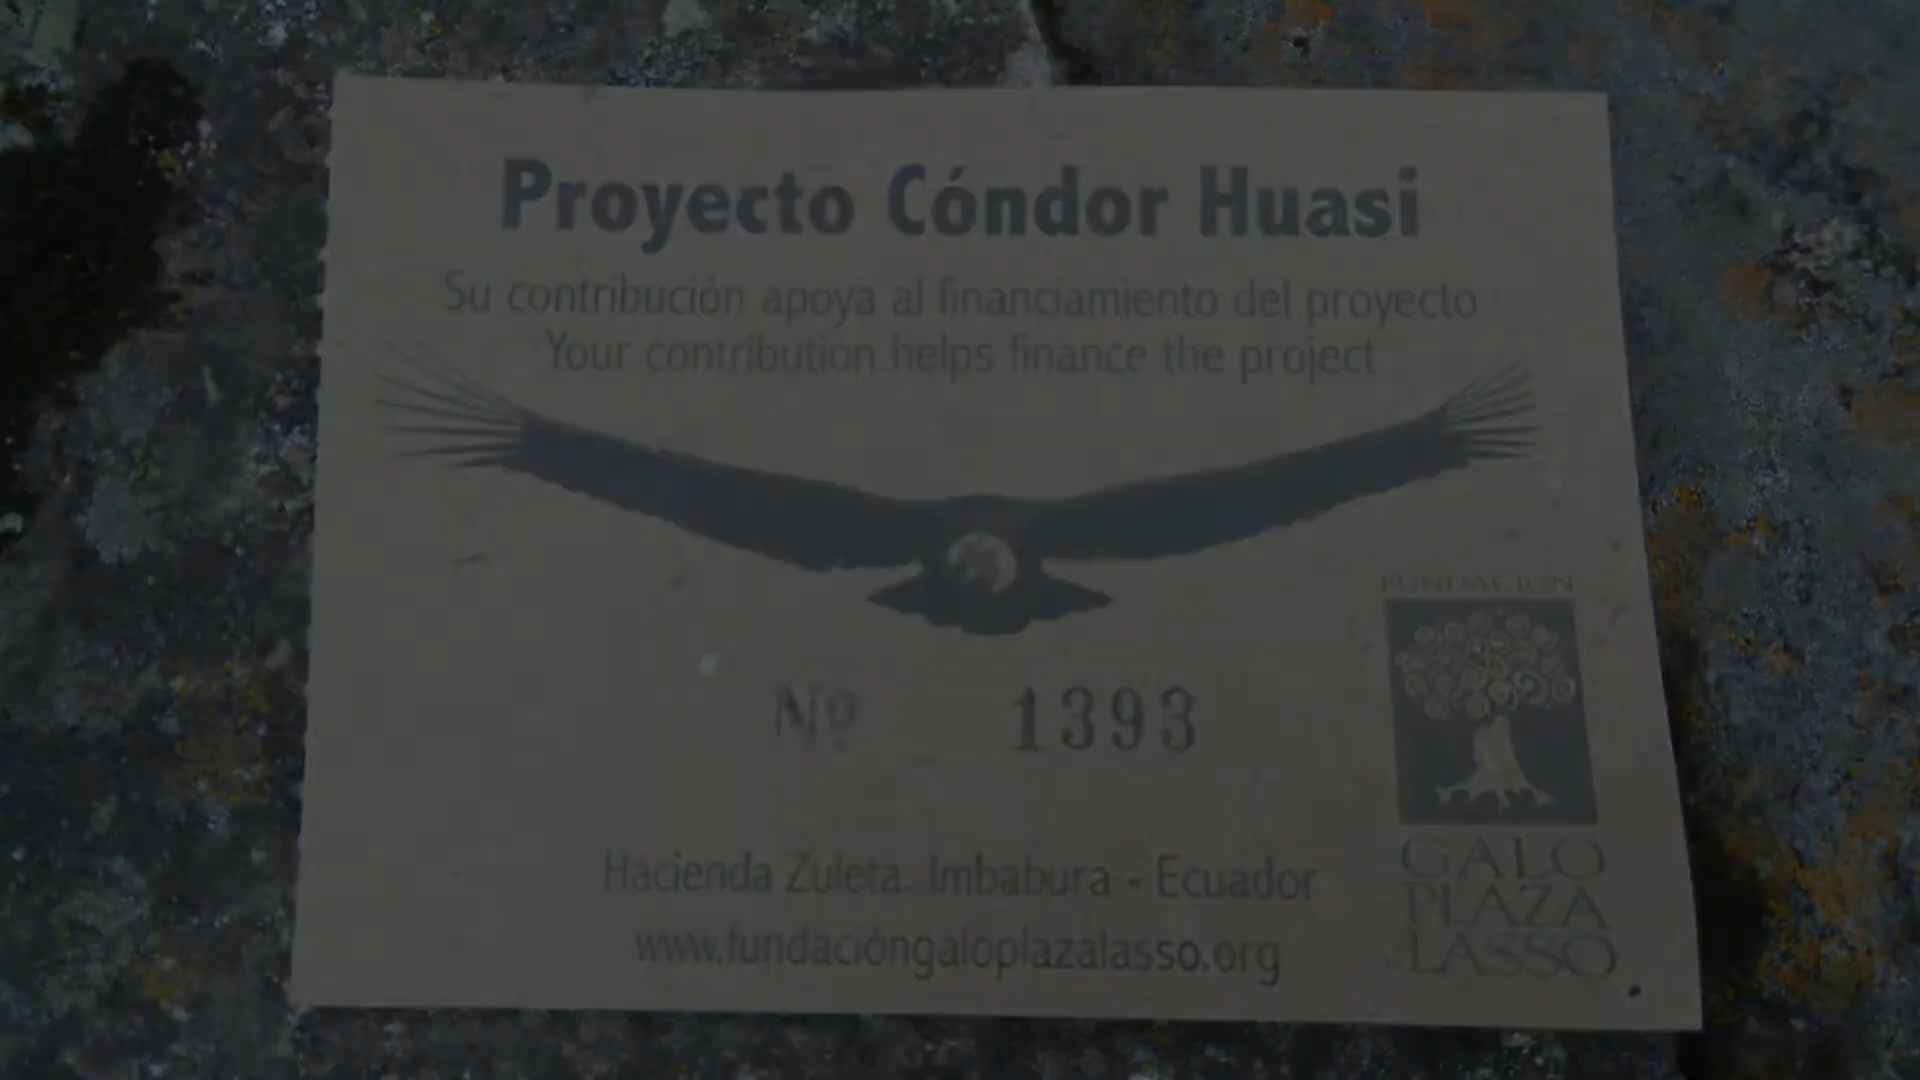 Proyecto Cóndor Huasi
Su contribución apoya al financiamiento del proyecto
Your contribution helps finance the project
Nº 1393
FUNDACION
GALO
PLAZA
LASSO
Hacienda Zuleta. Imbabura - Ecuador
www.fundacióngaloplazalasso.org